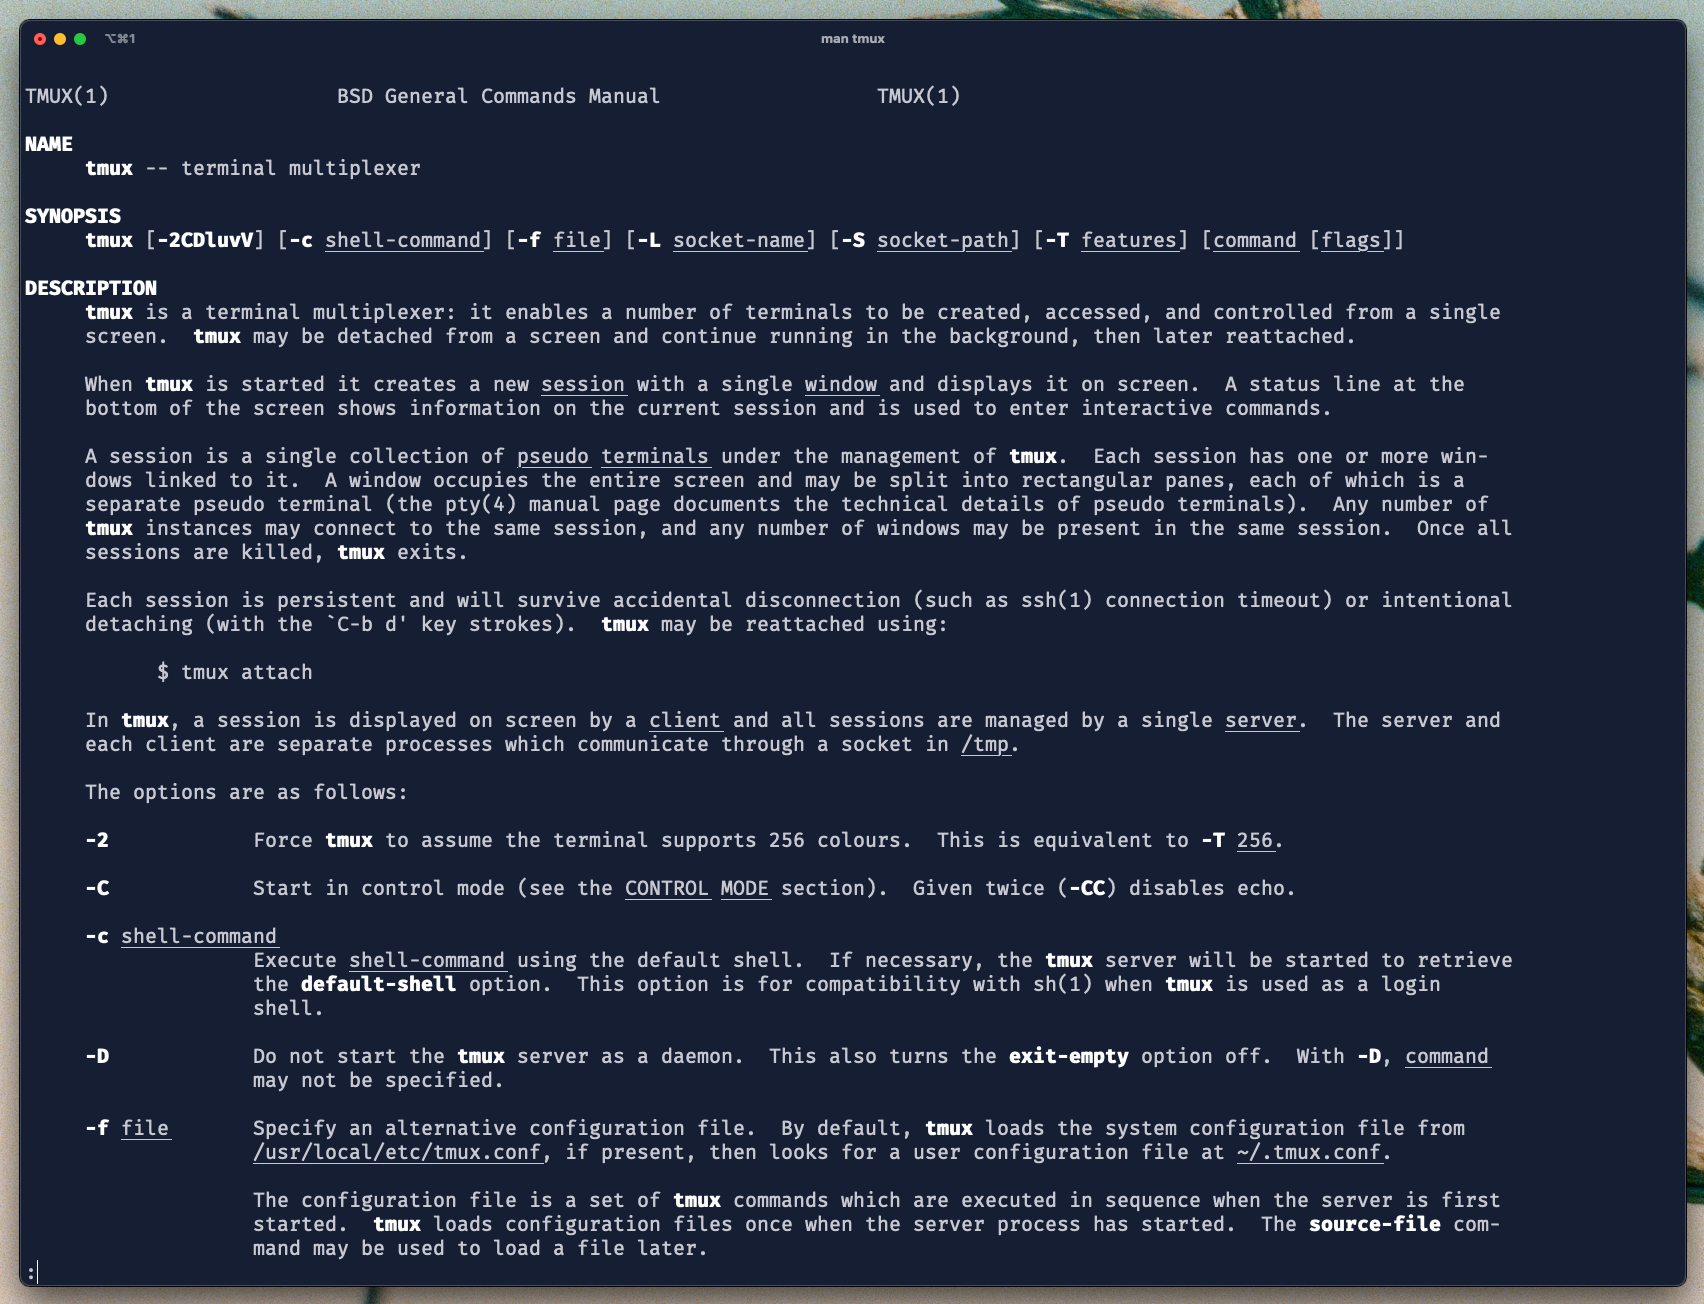 ⌥⌘1 man tmux
TMUX(1) BSD General Commands Manual TMUX(1)
NAME
tmux -- terminal multiplexer
SYNOPSIS
tmux [-2CDluvV] [-c shell-command] [-f file] [-L socket-name] [-S socket-path] [-T features] [command [flags]]
DESCRIPTION
tmux is a terminal multiplexer: it enables a number of terminals to be created, accessed, and controlled from a single
screen.  tmux may be detached from a screen and continue running in the background, then later reattached.
When tmux is started it creates a new session with a single window and displays it on screen.  A status line at the
bottom of the screen shows information on the current session and is used to enter interactive commands.
A session is a single collection of pseudo terminals under the management of tmux.  Each session has one or more win-
dows linked to it.  A window occupies the entire screen and may be split into rectangular panes, each of which is a
separate pseudo terminal (the pty(4) manual page documents the technical details of pseudo terminals).  Any number of
tmux instances may connect to the same session, and any number of windows may be present in the same session.  Once all
sessions are killed, tmux exits.
Each session is persistent and will survive accidental disconnection (such as ssh(1) connection timeout) or intentional
detaching (with the `C-b d' key strokes).  tmux may be reattached using:
$ tmux attach
In tmux, a session is displayed on screen by a client and all sessions are managed by a single server.  The server and
each client are separate processes which communicate through a socket in /tmp.
The options are as follows:
-2 Force tmux to assume the terminal supports 256 colours.  This is equivalent to -T 256.
-C Start in control mode (see the CONTROL MODE section).  Given twice (-CC) disables echo.
-c shell-command
Execute shell-command using the default shell.  If necessary, the tmux server will be started to retrieve
the default-shell option.  This option is for compatibility with sh(1) when tmux is used as a login
shell.
-D Do not start the tmux server as a daemon.  This also turns the exit-empty option off.  With -D, command
may not be specified.
-f file Specify an alternative configuration file.  By default, tmux loads the system configuration file from
/usr/local/etc/tmux.conf, if present, then looks for a user configuration file at ~/.tmux.conf.
The configuration file is a set of tmux commands which are executed in sequence when the server is first
started.  tmux loads configuration files once when the server process has started.  The source-file com-
mand may be used to load a file later.
: